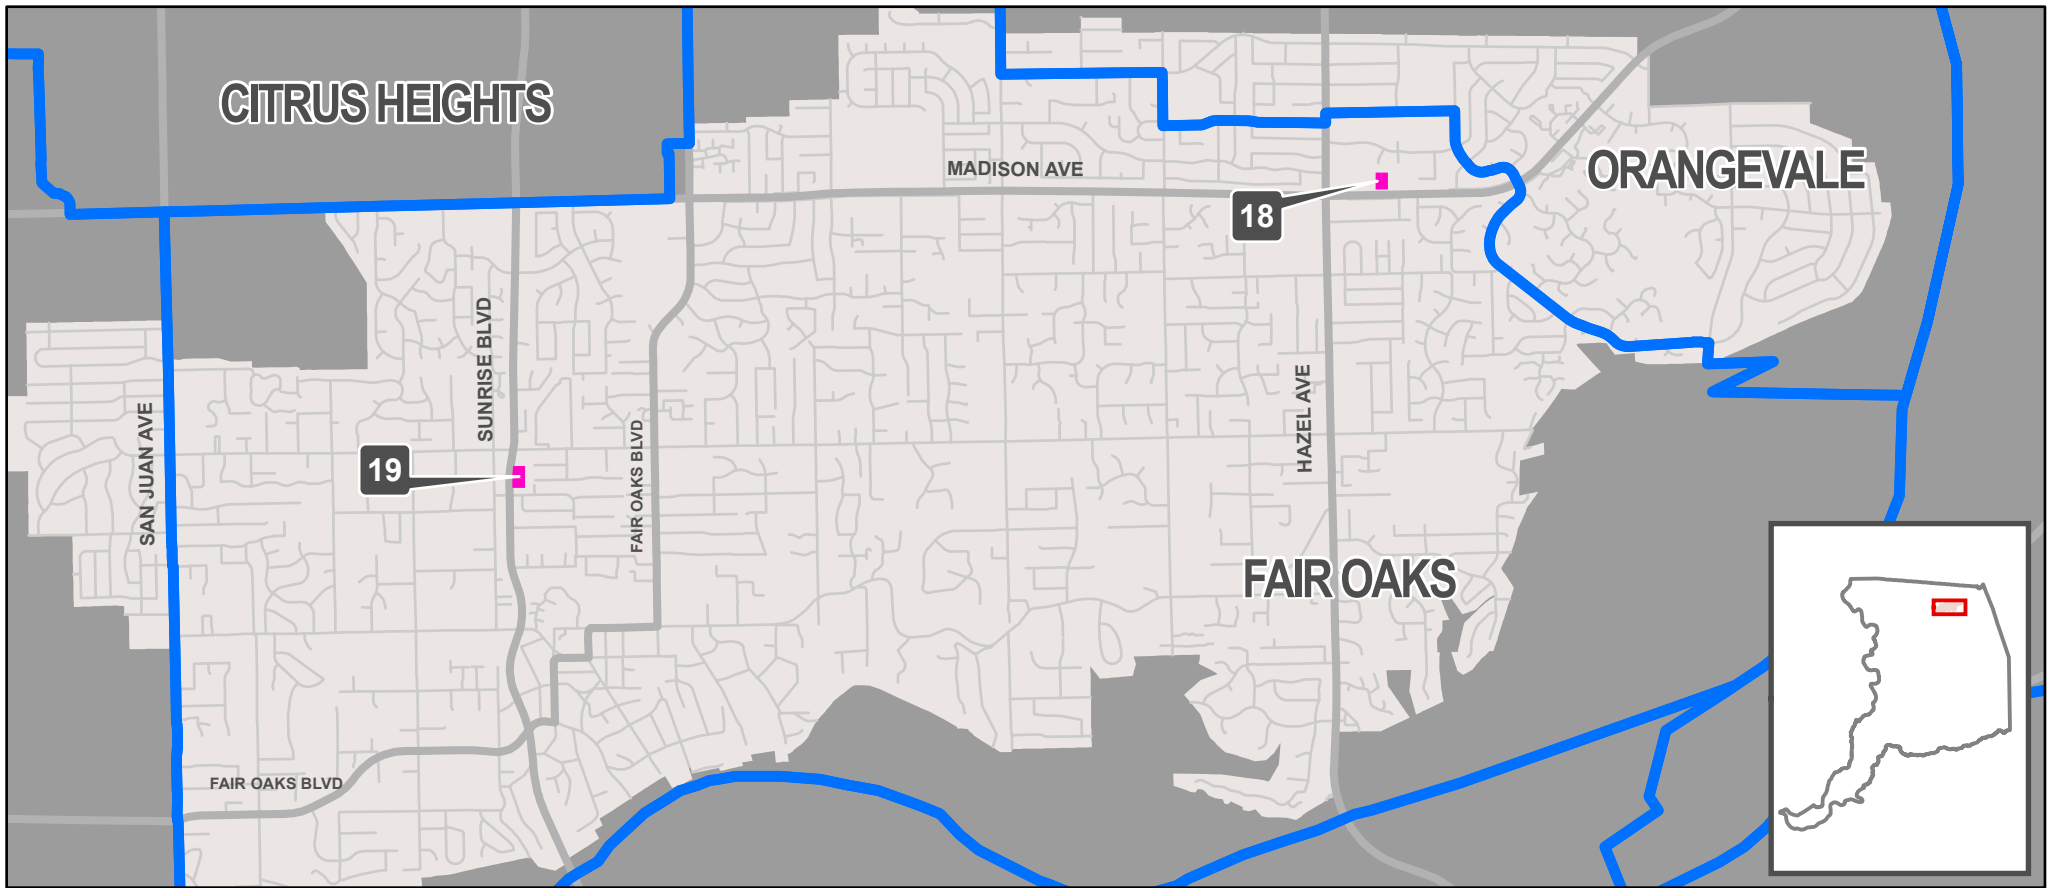 CITRUS HEIGHTS
MADISON AVE
ORANGEVALE
18
SUNRISE BLVD
HAZEL AVE
SAN JUAN AVE
FAIR OAKS BLVD
19
FAIR OAKS
FAIR OAKS BLVD